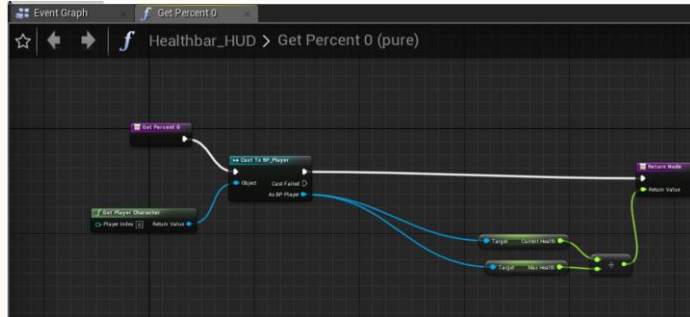 Event Graph
Get Percent 0
Healthbar_HUD > Get Percent 0 (pure)
Get Percent 0
Cast To BP_Player
Object
Cast Failed
As BP Player
Get Player Character
Player Index 0
Return Value
Target
Current Health
Target
Max Health
÷
Return Node
Return Value